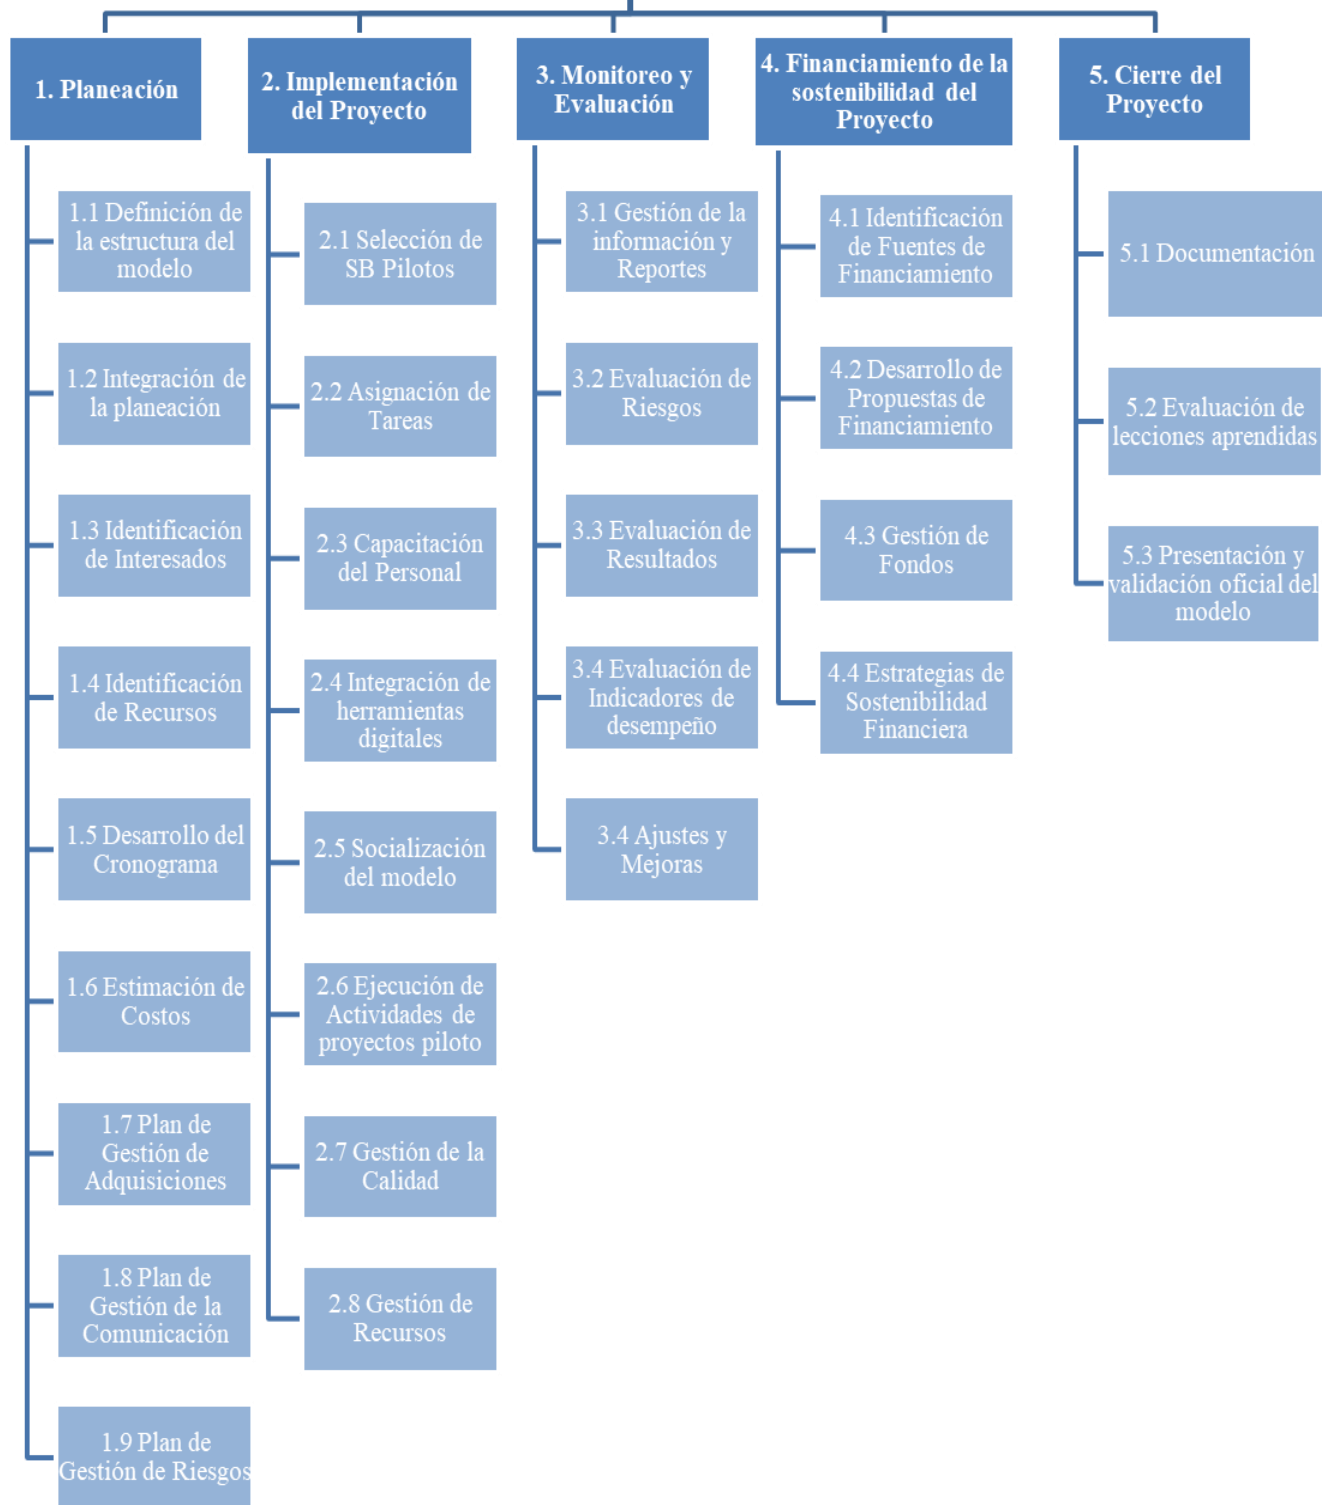 1. Planeación
1.1 Definición de
la estructura del
modelo
1.2 Integración de
la planeación
1.3 Identificación
de Interesados
1.4 Identificación
de Recursos
1.5 Desarrollo del
Cronograma
1.6 Estimación de
Costos
1.7 Plan de
Gestión de
Adquisiciones
1.8 Plan de
Gestión de la
Comunicación
1.9 Plan de
Gestión de Riesgos
2. Implementación
del Proyecto
2.1 Selección de
SB Pilotos
2.2 Asignación de
Tareas
2.3 Capacitación
del Personal
2.4 Integración de
herramientas
digitales
2.5 Socialización
del modelo
2.6 Ejecución de
Actividades de
proyectos piloto
2.7 Gestión de la
Calidad
2.8 Gestión de
Recursos
3. Monitoreo y
Evaluación
3.1 Gestión de la
información y
Reportes
3.2 Evaluación de
Riesgos
3.3 Evaluación de
Resultados
3.4 Evaluación de
Indicadores de
desempeño
3.4 Ajustes y
Mejoras
4. Financiamiento de la
sostenibilidad del
Proyecto
4.1 Identificación
de Fuentes de
Financiamiento
4.2 Desarrollo de
Propuestas de
Financiamiento
4.3 Gestión de
Fondos
4.4 Estrategias de
Sostenibilidad
Financiera
5. Cierre del
Proyecto
5.1 Documentación
5.2 Evaluación de
lecciones aprendidas
5.3 Presentación y
validación oficial del
modelo